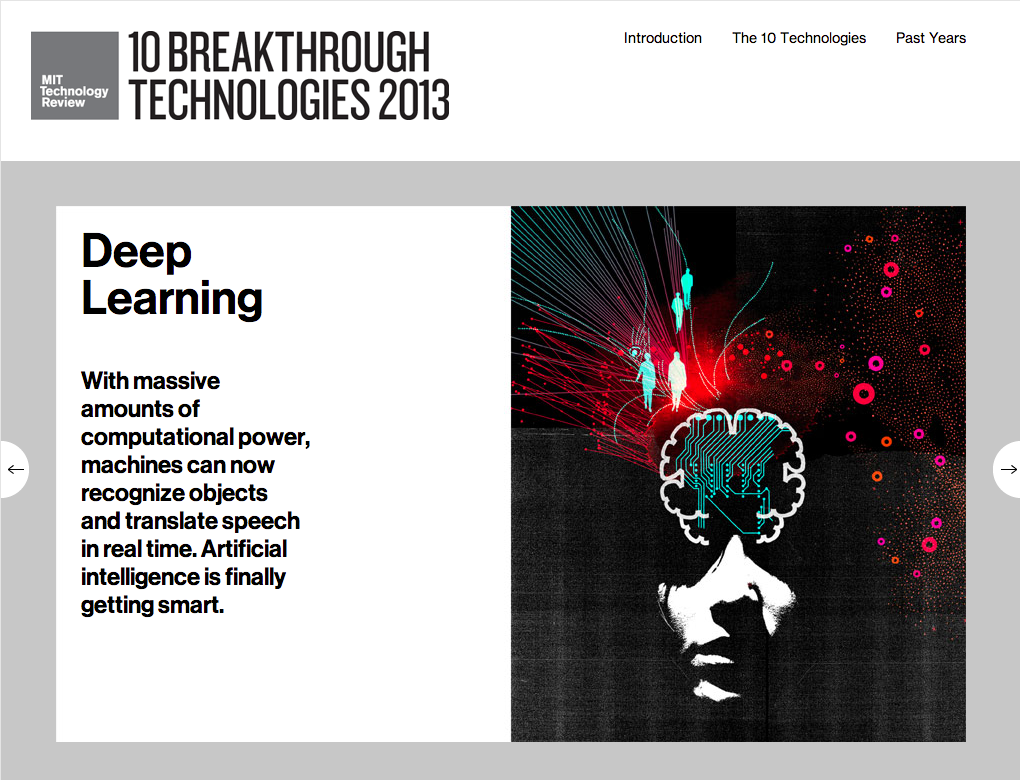 MIT
Technology
Review
10 BREAKTHROUGH
TECHNOLOGIES 2013
Introduction
The 10 Technologies
Past Years
Deep
Learning
With massive
amounts of
computational power,
machines can now
recognize objects
and translate speech
in real time. Artificial
intelligence is finally
getting smart.